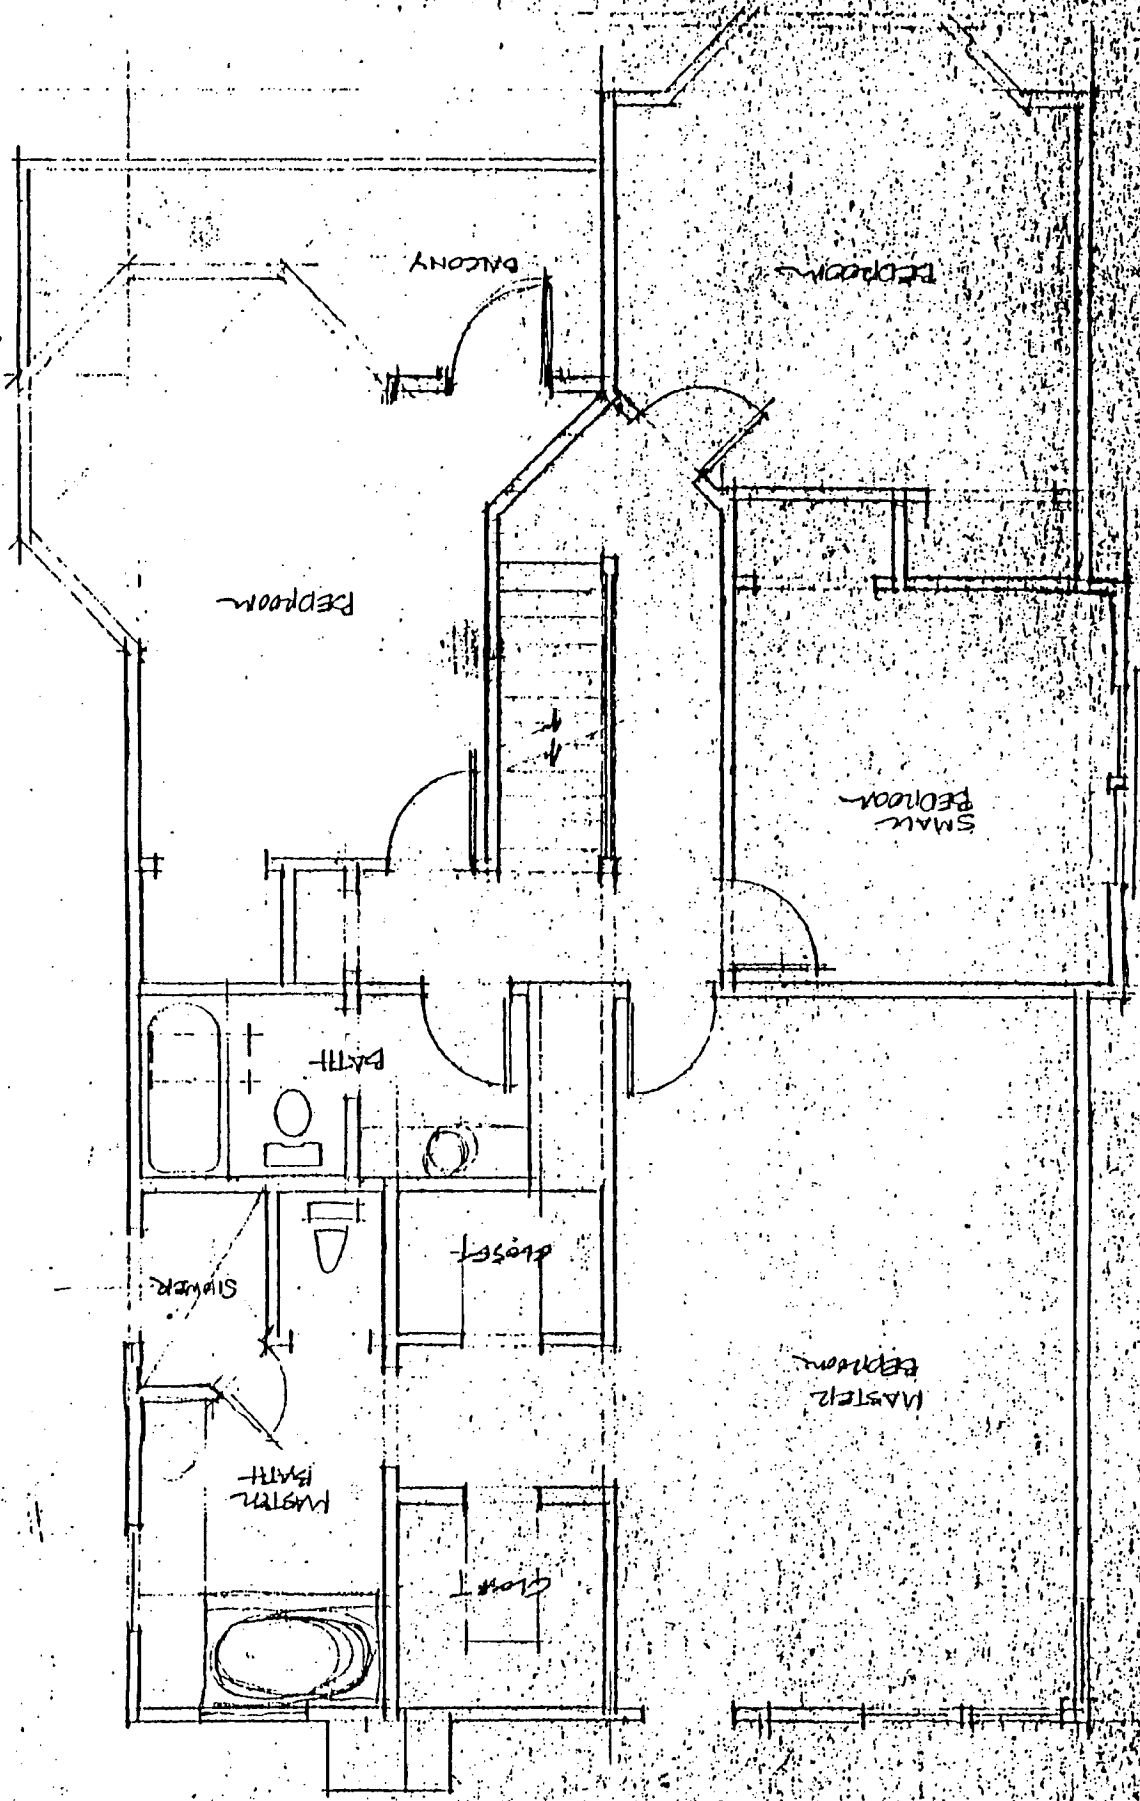 CLOSET
MASTER
BATH
MASTER
BEDROOM
SHOWER
CLOSET
BATH
SMALL
BEDROOM
BEDROOM
BEDROOM
BALCONY